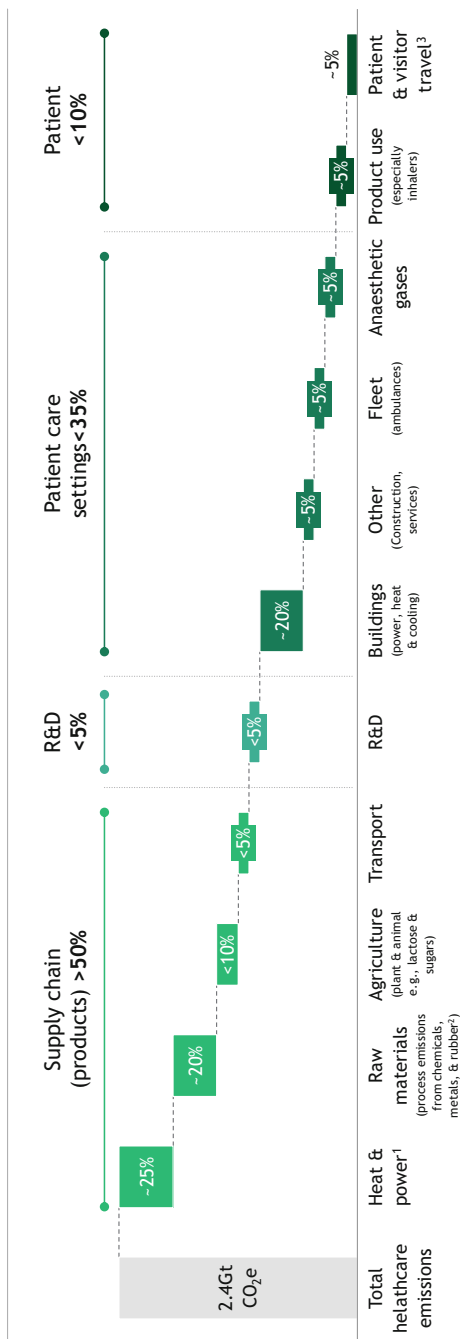 Supply chain
(products) >50%
R&D
<5%
Patient care
settings<35%
Patient
<10%
2.4Gt
CO₂e
~25%
~20%
<10%
<5%
<5%
~20%
~5%
~5%
~5%
~5%
~5%
Total
helathcare
emissions
Heat &
power¹
Raw
materials
(process emissions
from chemicals,
metals, & rubber²)
Agriculture
(plant & animal
e.g., lactose &
sugars)
Transport
R&D
Buildings
(power, heat
& cooling)
Other
(Construction,
services)
Fleet
(ambulances)
Anaesthetic
gases
Product use
(especially
inhalers)
Patient
& visitor
travel³